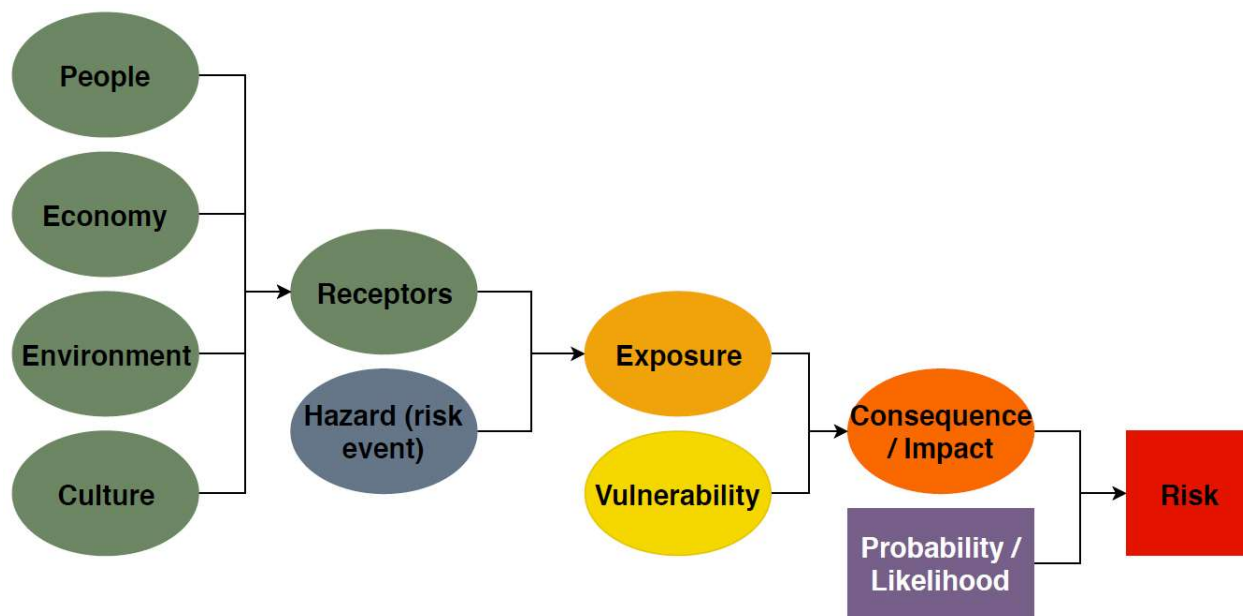 People
Economy
Environment
Culture
Receptors
Hazard (risk
event)
Exposure
Vulnerability
Consequence
/ Impact
Probability /
Likelihood
Risk